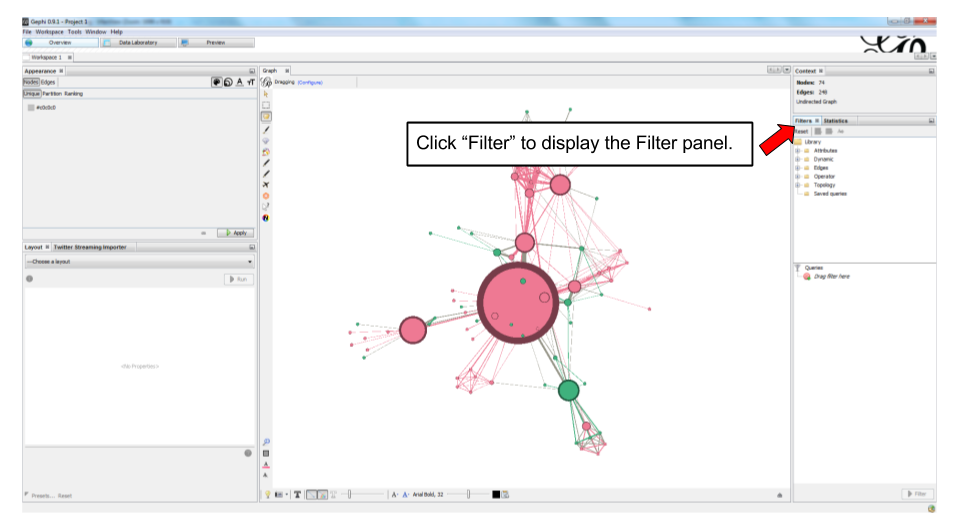 Gephi 0.9.1 - Project 1
File Workspace Tools Window Help
Overview Data Laboratory Preview
Workspace 1
Appearance
Nodes Edges
Unique Partition Ranking
#c0c0c0
Apply
Layout Twitter Streaming Importer
---Choose a layout
Run
<No Properties>
Presets... Reset
Graph
Dragging (Configure)
Click “Filter” to display the Filter panel.
Arial Bold, 32
Context
Nodes: 74
Edges: 248
Undirected Graph
Filters Statistics
Reset
Library
Attributes
Dynamic
Edges
Operator
Topology
Saved queries
Queries
Drag filter here
Filter